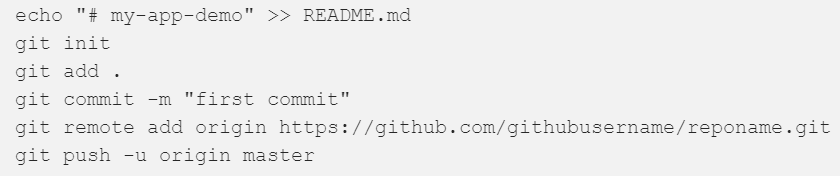 echo "# my-app-demo" >> README.md
git init
git add .
git commit -m "first commit"
git remote add origin https://github.com/githubusername/reponame.git
git push -u origin master